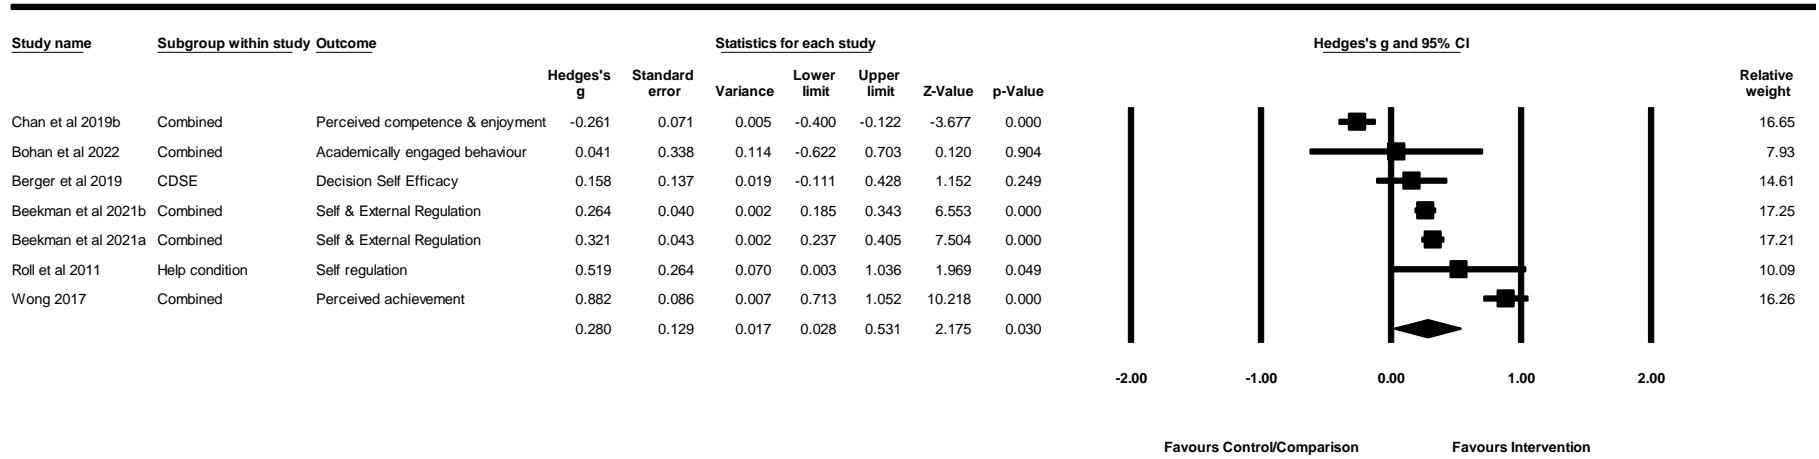 Study name Subgroup within study Outcome Statistics for each study Hedges's g and 95% CI
Hedges's g Standard error Variance Lower limit Upper limit Z-Value p-Value Relative weight
Chan et al 2019b Combined Perceived competence & enjoyment -0.261 0.071 0.005 -0.400 -0.122 -3.677 0.000 16.65
Bohan et al 2022 Combined Academically engaged behaviour 0.041 0.338 0.114 -0.622 0.703 0.120 0.904 7.93
Berger et al 2019 CDSE Decision Self Efficacy 0.158 0.137 0.019 -0.111 0.428 1.152 0.249 14.61
Beekman et al 2021b Combined Self & External Regulation 0.264 0.040 0.002 0.185 0.343 6.553 0.000 17.25
Beekman et al 2021a Combined Self & External Regulation 0.321 0.043 0.002 0.237 0.405 7.504 0.000 17.21
Roll et al 2011 Help condition Self regulation 0.519 0.264 0.070 0.003 1.036 1.969 0.049 10.09
Wong 2017 Combined Perceived achievement 0.882 0.086 0.007 0.713 1.052 10.218 0.000 16.26
0.280 0.129 0.017 0.028 0.531 2.175 0.030
-2.00 -1.00 0.00 1.00 2.00
Favours Control/Comparison Favours Intervention